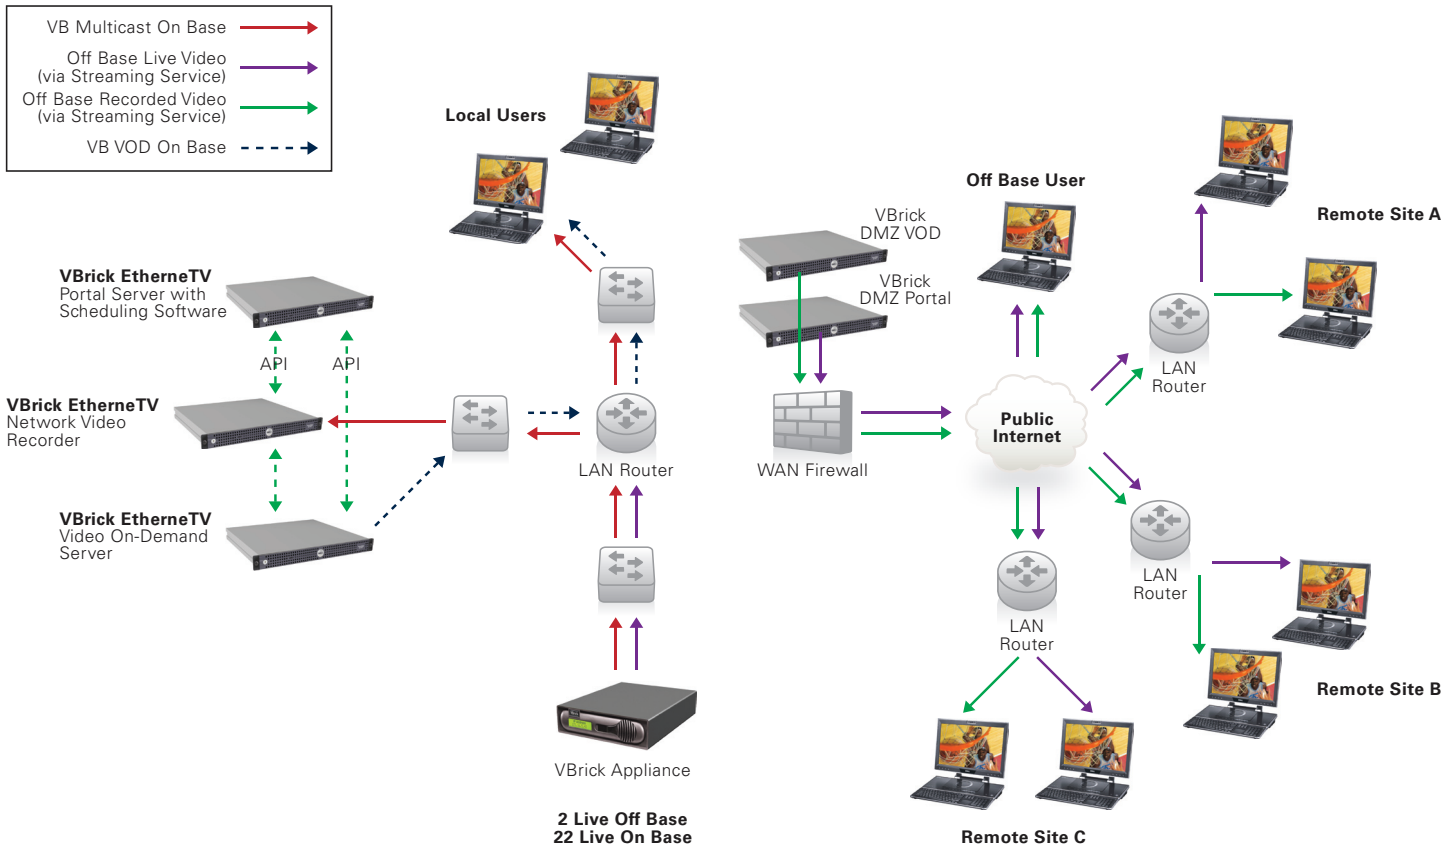 VB Multicast On Base
Off Base Live Video
(via Streaming Service)
Off Base Recorded Video
(via Streaming Service)
VB VOD On Base
Local Users
VBrick EtherneTV
Portal Server with
Scheduling Software
API
API
VBrick EtherneTV
Network Video
Recorder
VBrick EtherneTV
Video On-Demand
Server
LAN Router
VBrick Appliance
2 Live Off Base
22 Live On Base
VBrick
DMZ VOD
VBrick
DMZ Portal
WAN Firewall
Off Base User
Public
Internet
LAN
Router
Remote Site A
LAN
Router
Remote Site B
LAN
Router
Remote Site C